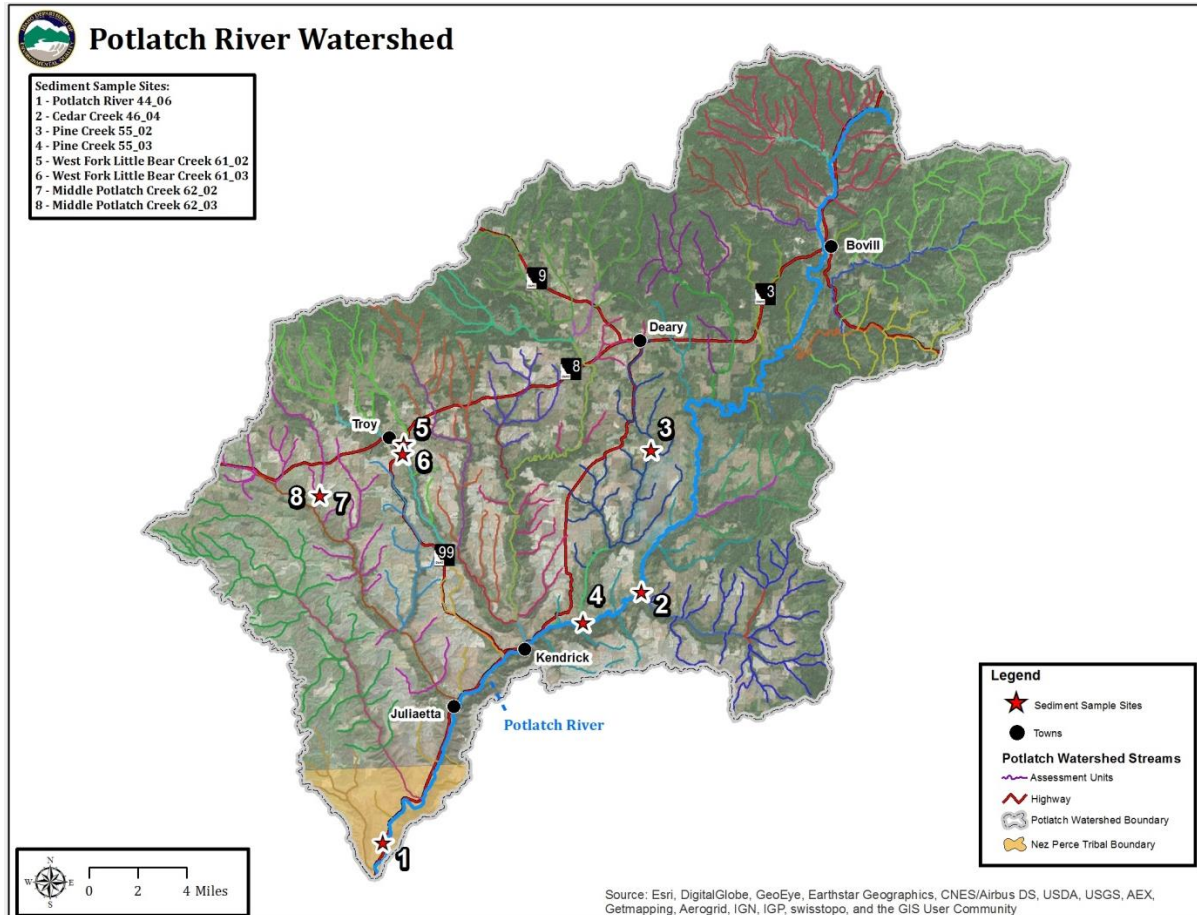 Potlatch River Watershed
Sediment Sample Sites:
1 - Potlatch River 44_06
2 - Cedar Creek 46_04
3 - Pine Creek 55_02
4 - Pine Creek 55_03
5 - West Fork Little Bear Creek 61_02
6 - West Fork Little Bear Creek 61_03
7 - Middle Potlatch Creek 62_02
8 - Middle Potlatch Creek 62_03
Bovill
9
3
Deary
8
Troy
5
6
3
8
7
99
4
2
Kendrick
Juliaetta
Potlatch River
1
Legend
Sediment Sample Sites
Towns
Potlatch Watershed Streams
Assessment Units
Highway
Potlatch Watershed Boundary
Nez Perce Tribal Boundary
N
W E
S
0 2 4 Miles
Source: Esri, DigitalGlobe, GeoEye, Earthstar Geographics, CNES/Airbus DS, USDA, USGS, AEX,
Getmapping, Aerogrid, IGN, IGP, swisstopo, and the GIS User Community